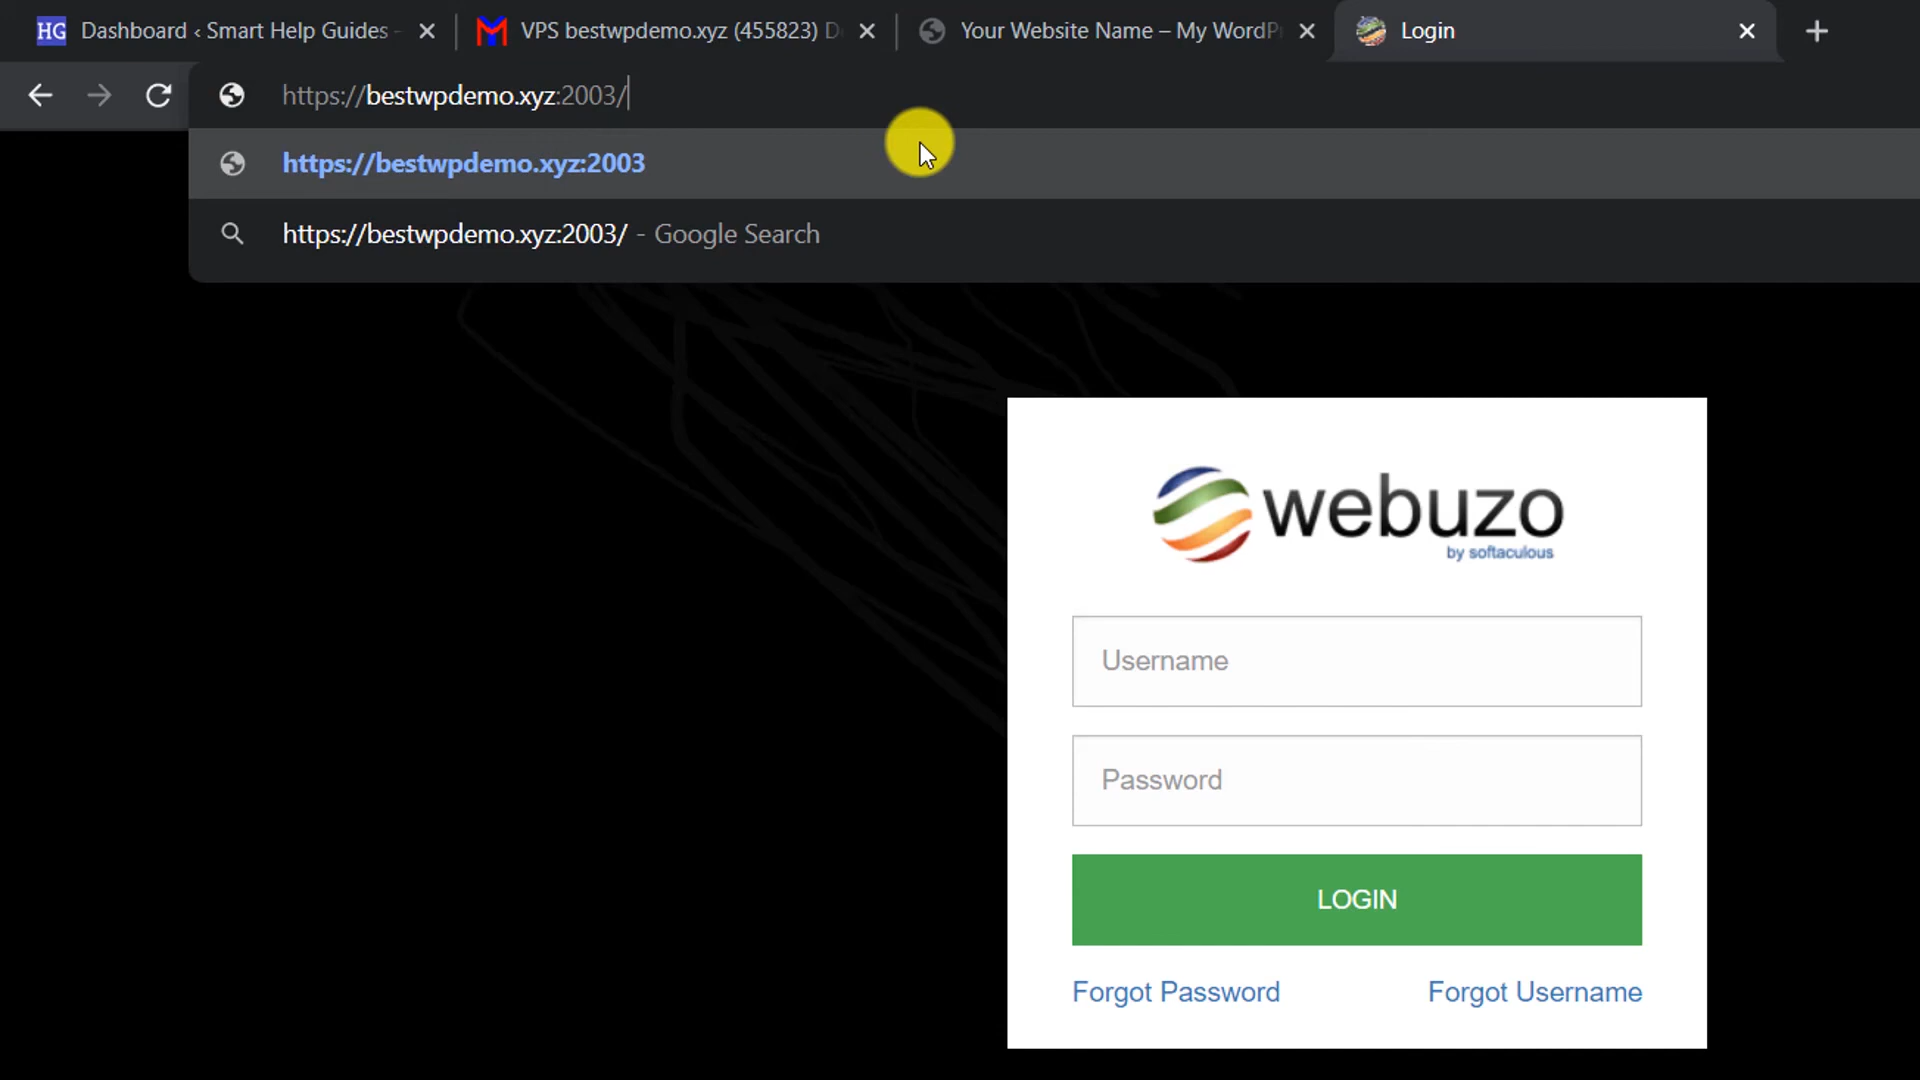 HG Dashboard ‹ Smart Help Guides - VPS bestwpdemo.xyz (455823) D Your Website Name – My WordPr Login
https://bestwpdemo.xyz:2003/
https://bestwpdemo.xyz:2003
https://bestwpdemo.xyz:2003/ - Google Search
webuzo
by softaculous
Username
Password
LOGIN
Forgot Password Forgot Username